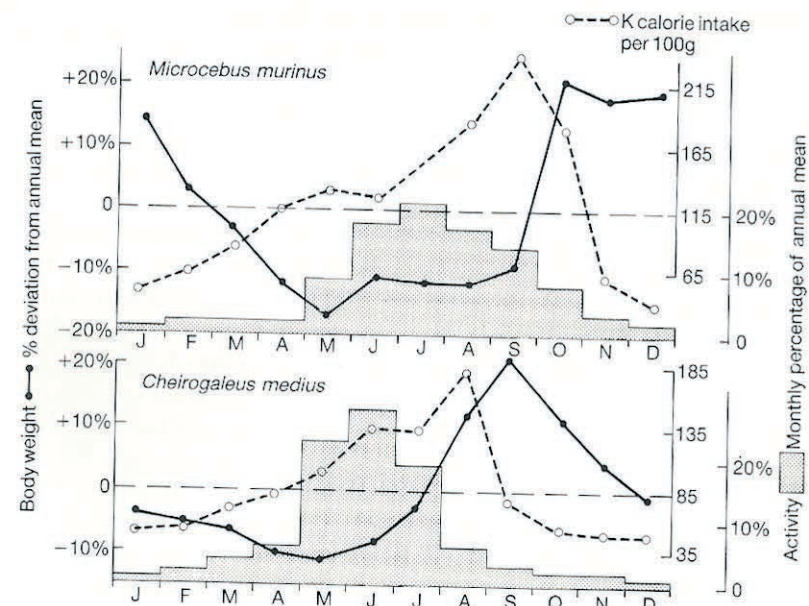 K calorie intake
per 100g
Microcebus murinus
+20%
+10%
0
−10%
−20%
215
165
115
65
20%
10%
0
J F M A M J J A S O N D
Cheirogaleus medius
+20%
+10%
0
−10%
185
135
85
35
20%
10%
0
J F M A M J J A S O N D
Body weight % deviation from annual mean
Activity Monthly percentage of annual mean